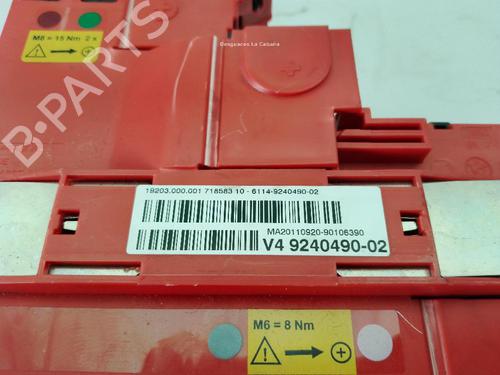 M8 = 15 Nm 2 x
Desguaces La Cabaña
B-PARTS
19203.000.001 718583 10 - 6114-9240490-02
MA20110920-90106390
V4 9240490-02
M6 = 8 Nm